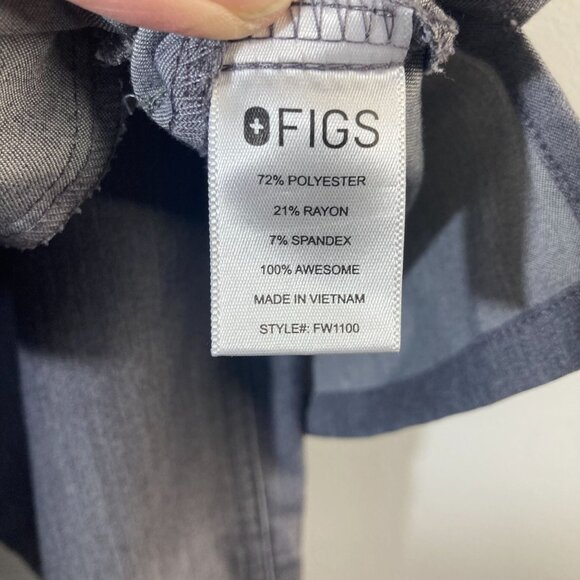 FIGS
72% POLYESTER
21% RAYON
7% SPANDEX
100% AWESOME
MADE IN VIETNAM
STYLE#: FW1100